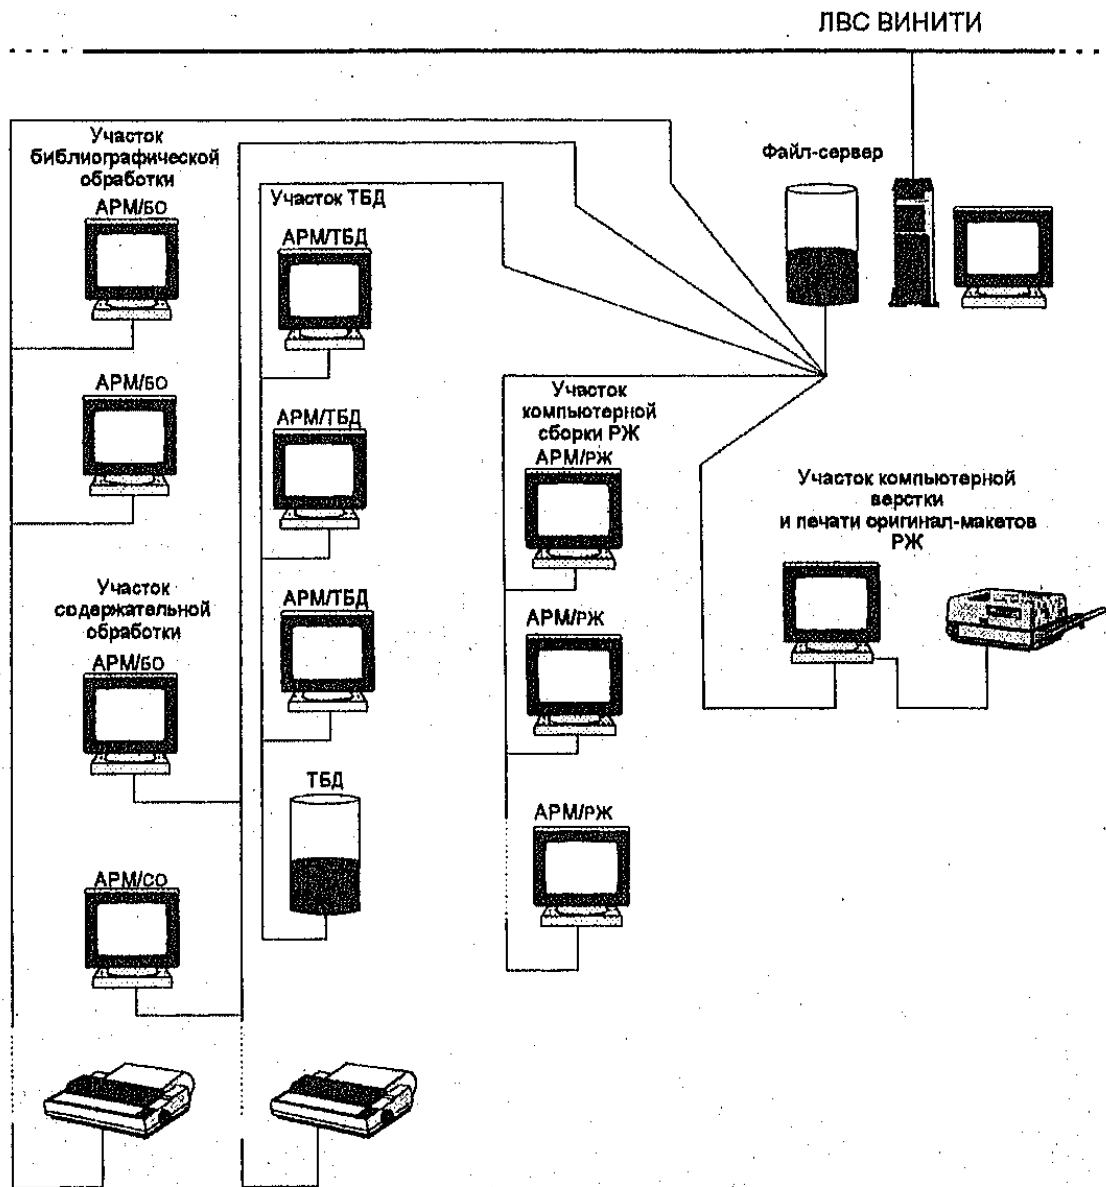 ЛВС ВИНИТИ
Участок
библиографической
обработки
АРМ/БО
АРМ/БО
Участок
содержательной
обработки
АРМ/БО
АРМ/СО
Участок ТБД
АРМ/ТБД
АРМ/ТБД
АРМ/ТБД
ТБД
Участок
компьютерной
сборки РЖ
АРМ/РЖ
АРМ/РЖ
АРМ/РЖ
Файл-сервер
Участок компьютерной
верстки
и печати оригинал-макетов
РЖ